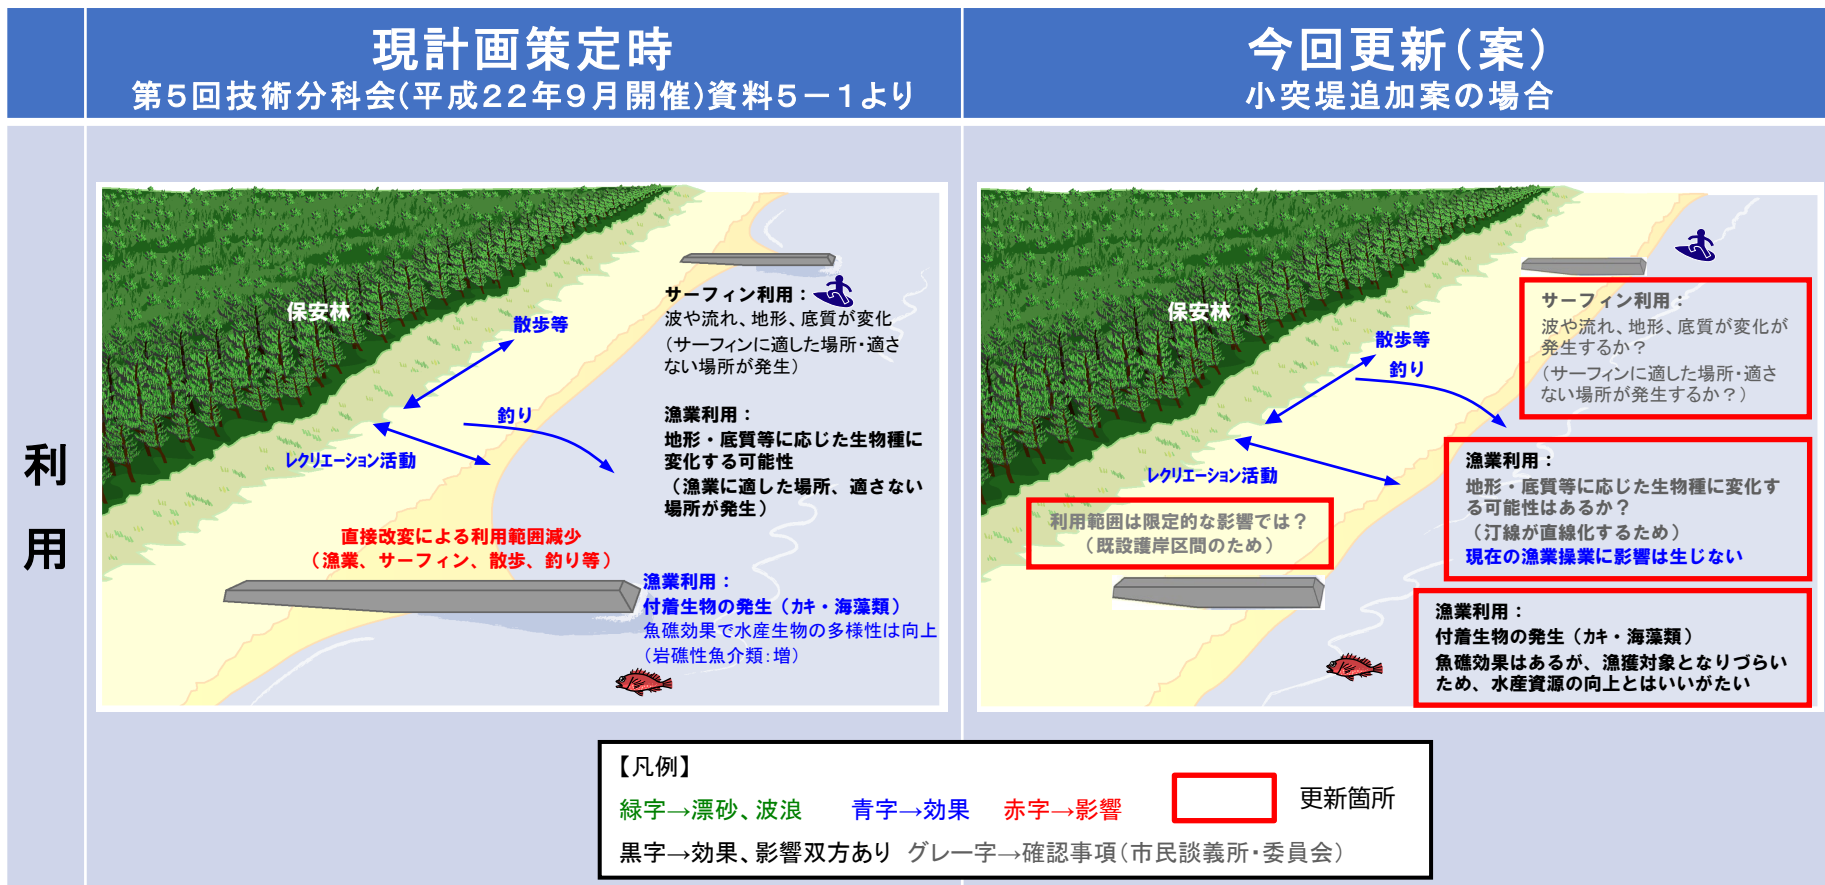 現計画策定時
第5回技術分科会(平成22年9月開催)資料5－1より
今回更新(案)
小突堤追加案の場合
利用
保安林
散歩等
釣り
レクリエーション活動
サーフィン利用：
波や流れ、地形、底質が変化
(サーフィンに適した場所・適さ
ない場所が発生)
漁業利用：
地形・底質等に応じた生物種に
変化する可能性
（漁業に適した場所、適さない
場所が発生）
直接改変による利用範囲減少
（漁業、サーフィン、散歩、釣り等）
漁業利用：
付着生物の発生（カキ・海藻類）
魚礁効果で水産生物の多様性は向上
(岩礁性魚介類:増)
保安林
散歩等
釣り
レクリエーション活動
サーフィン利用：
波や流れ、地形、底質が変化が
発生するか？
(サーフィンに適した場所・適さ
ない場所が発生するか？)
漁業利用：
地形・底質等に応じた生物種に変化す
る可能性はあるか？
（汀線が直線化するため）
現在の漁業操業に影響は生じない
利用範囲は限定的な影響では？
（既設護岸区間のため）
漁業利用：
付着生物の発生（カキ・海藻類）
魚礁効果はあるが、漁獲対象となりづらい
ため、水産資源の向上とはいいがたい
【凡例】
緑字→漂砂、波浪 青字→効果 赤字→影響 更新箇所
黒字→効果、影響双方あり グレー字→確認事項(市民談義所・委員会)